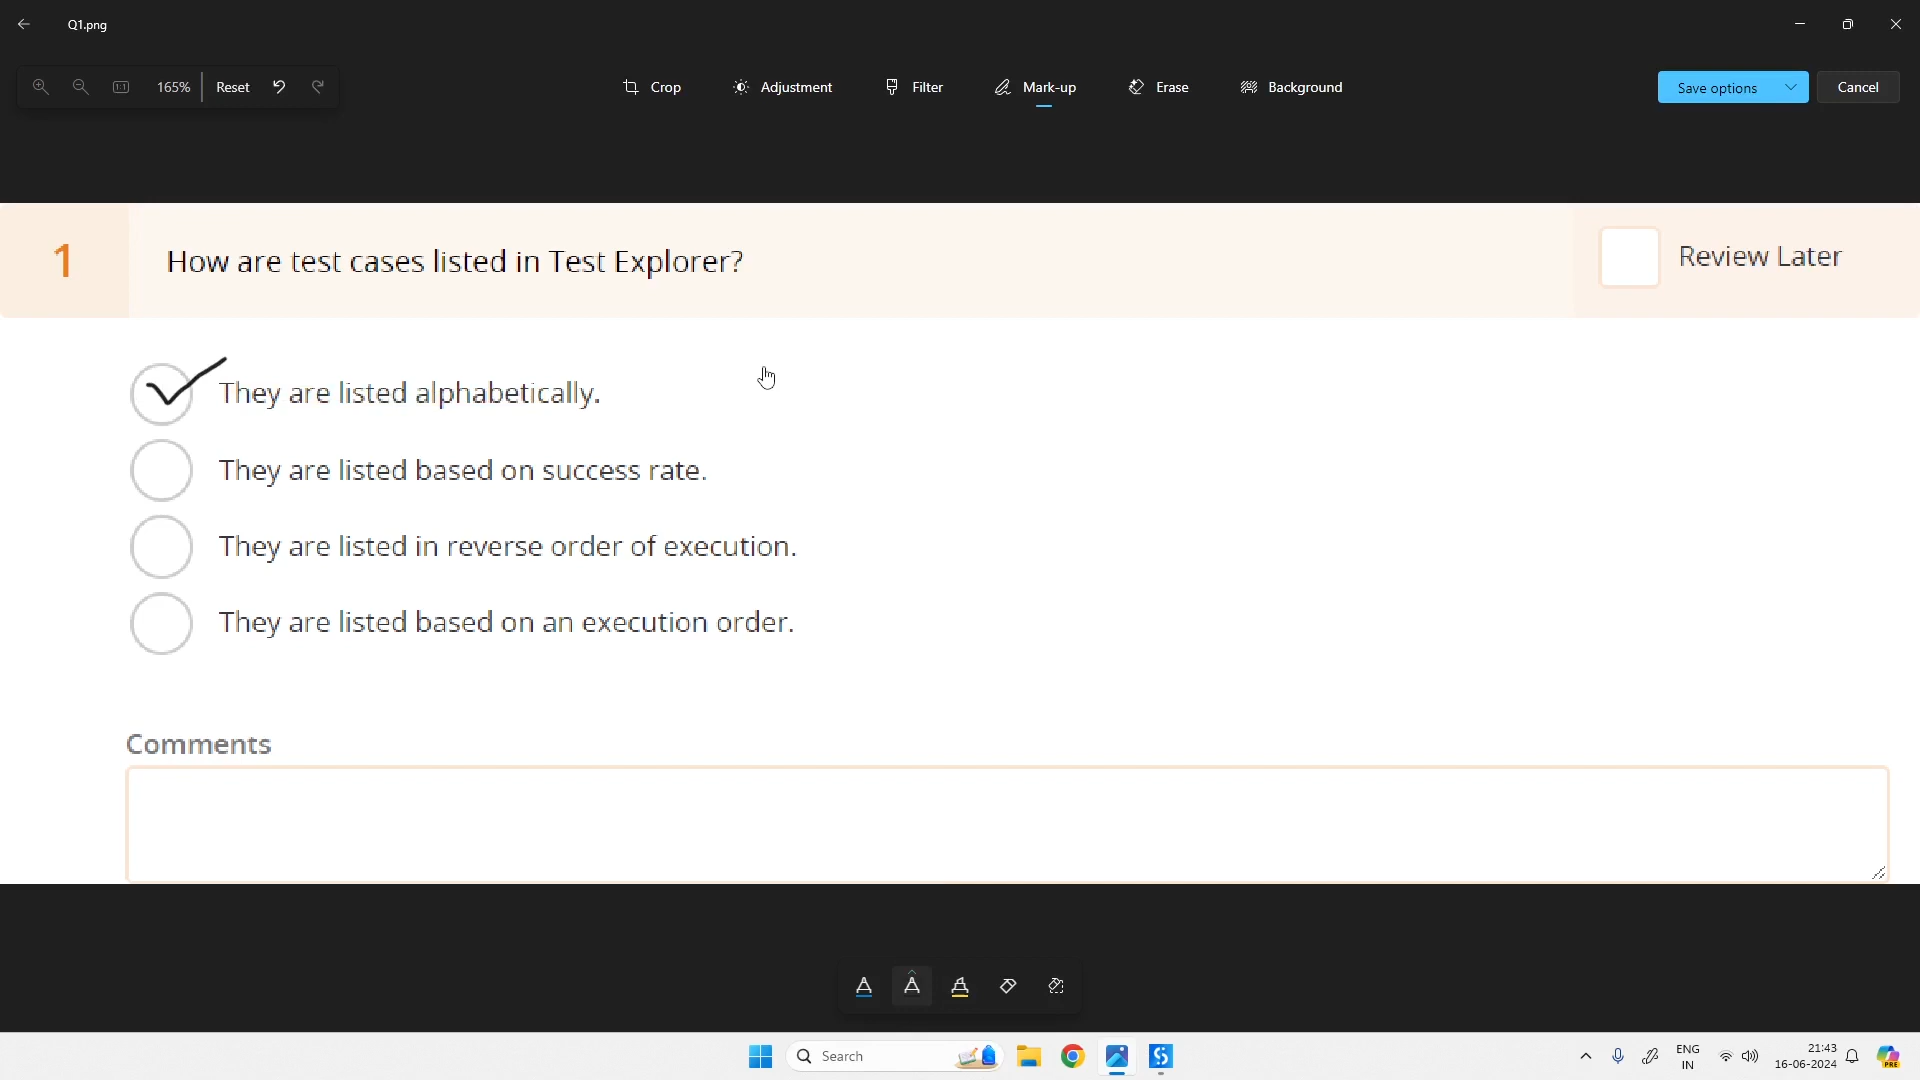 Q1.png
165%
Reset
Crop
Adjustment
Filter
Mark-up
Erase
Background
Save options
Cancel
1
How are test cases listed in Test Explorer?
Review Later
They are listed alphabetically.
They are listed based on success rate.
They are listed in reverse order of execution.
They are listed based on an execution order.
Comments
Search
ENG
IN
21:43
16-06-2024
PRE